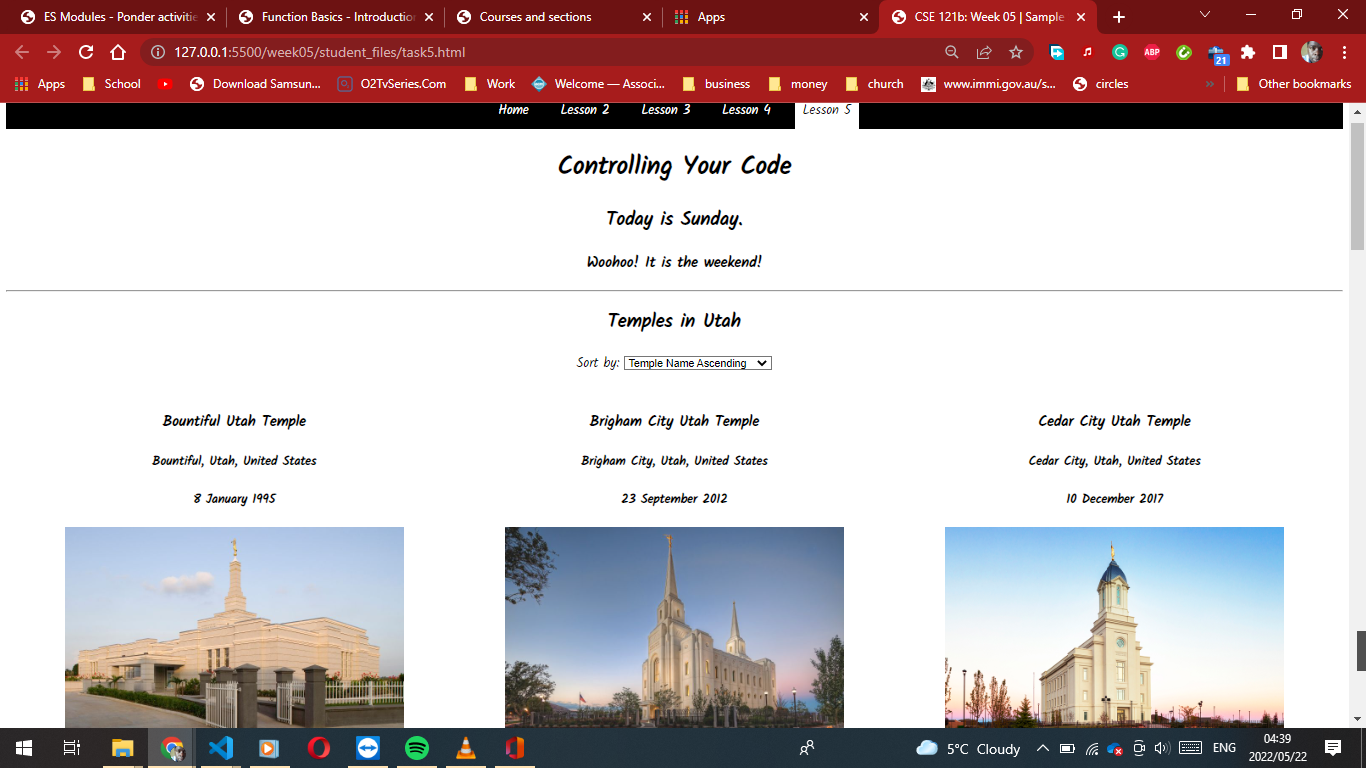 ES Modules - Ponder activitie
Function Basics - Introduction
Courses and sections
Apps
CSE 121b: Week 05 | Sample
127.0.0.1:5500/week05/student_files/task5.html
ABP
21
Apps
School
Download Samsun...
O2TvSeries.Com
Work
Welcome — Associ...
business
money
church
www.immi.gov.au/s...
circles
»
Other bookmarks
Home Lesson 2 Lesson 3 Lesson 4 Lesson 5
Controlling Your Code
Today is Sunday.
Woohoo! It is the weekend!
Temples in Utah
Sort by: Temple Name Ascending
Bountiful Utah Temple
Bountiful, Utah, United States
8 January 1995
Brigham City Utah Temple
Brigham City, Utah, United States
23 September 2012
Cedar City Utah Temple
Cedar City, Utah, United States
10 December 2017
5°C Cloudy
ENG
04:39
2022/05/22